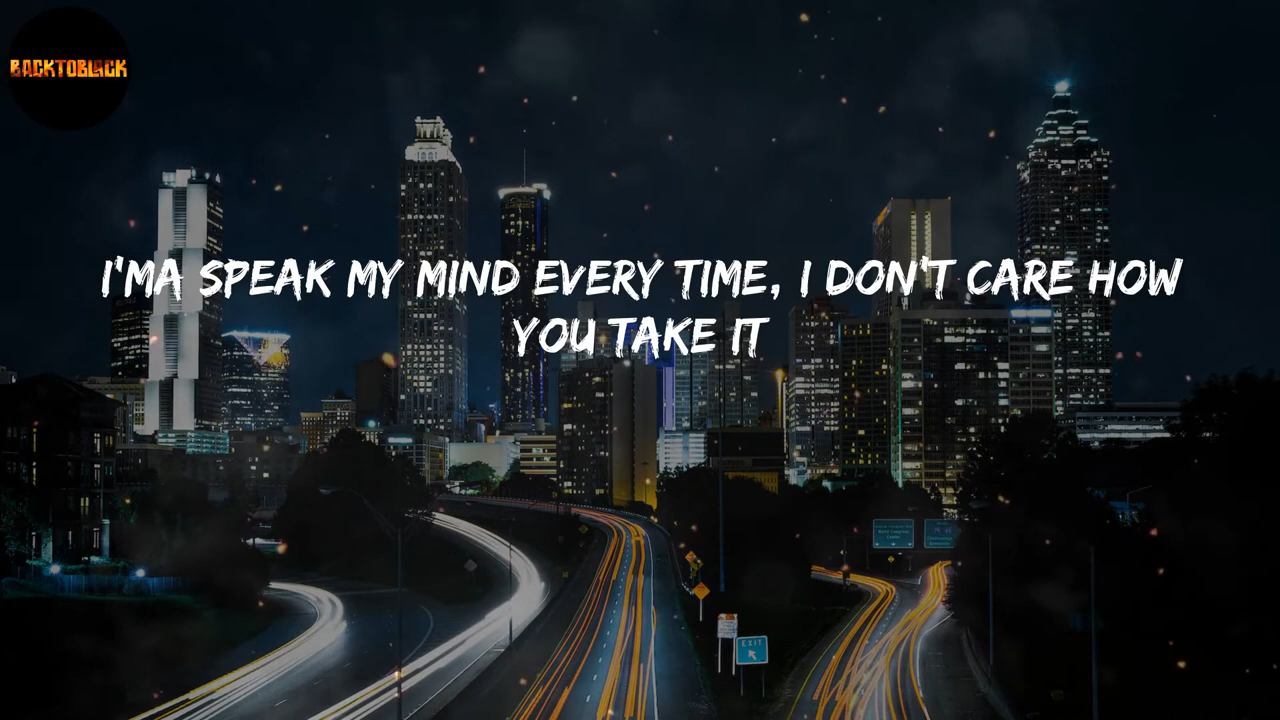 BACKTOBLACK
I'MA SPEAK MY MIND EVERY TIME, I DON'T CARE HOW
YOU TAKE IT
EXIT